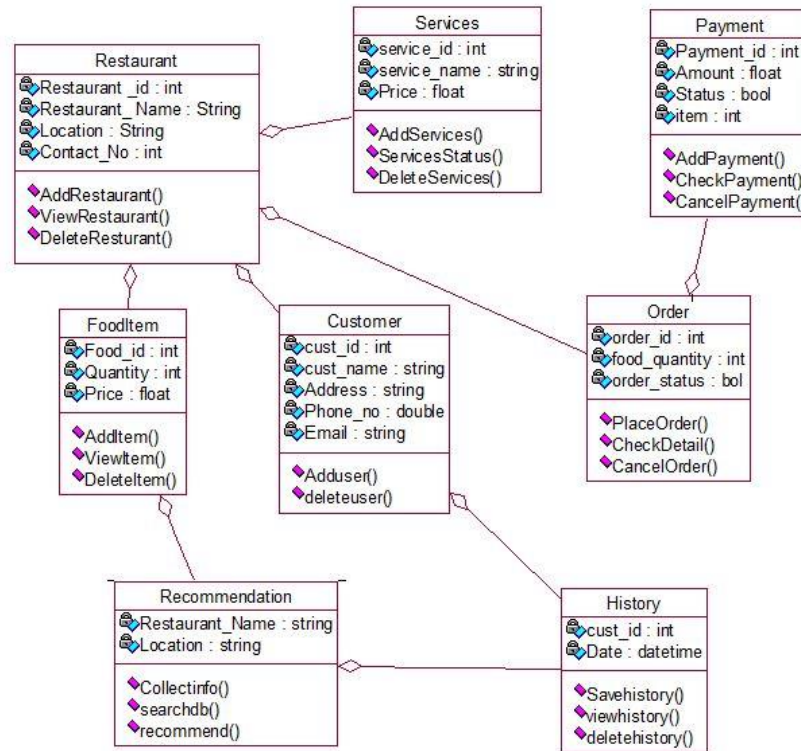 Restaurant
Restaurant _id : int
Restaurant_ Name : String
Location : String
Contact_No : int
AddRestaurant()
ViewRestaurant()
DeleteResturant()
Services
service_id : int
service_name : string
Price : float
AddServices()
ServicesStatus()
DeleteServices()
Payment
Payment_id : int
Amount : float
Status : bool
item : int
AddPayment()
CheckPayment()
CancelPayment()
FoodItem
Food_id : int
Quantity : int
Price : float
AddItem()
ViewItem()
DeleteItem()
Customer
cust_id : int
cust_name : string
Address : string
Phone_no : double
Email : string
Adduser()
deleteuser()
Order
order_id : int
food_quantity : int
order_status : bol
PlaceOrder()
CheckDetail()
CancelOrder()
Recommendation
Restaurant_Name : string
Location : string
Collectinfo()
searchdb()
recommend()
History
cust_id : int
Date : datetime
Savehistory()
viewhistory()
deletehistory()